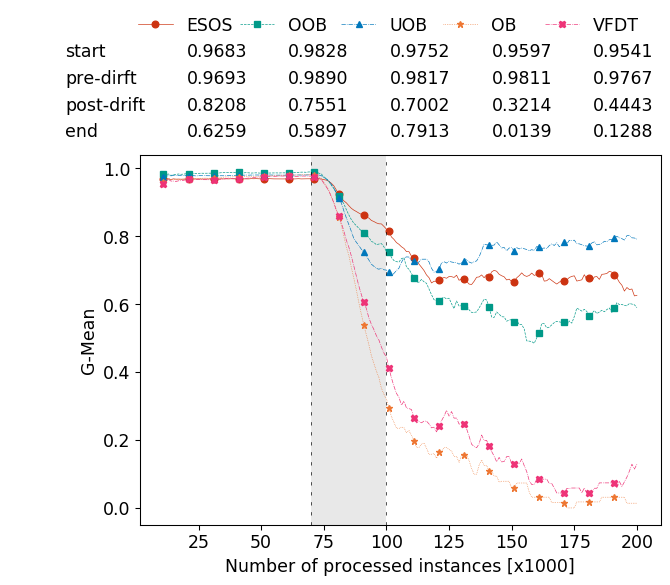 ESOS OOB UOB OB VFDT
start 0.9683 0.9828 0.9752 0.9597 0.9541
pre-dirft 0.9693 0.9890 0.9817 0.9811 0.9767
post-drift 0.8208 0.7551 0.7002 0.3214 0.4443
end 0.6259 0.5897 0.7913 0.0139 0.1288
1.0
0.8
0.6
0.4
0.2
0.0
G-Mean
25 50 75 100 125 150 175 200
Number of processed instances [x1000]